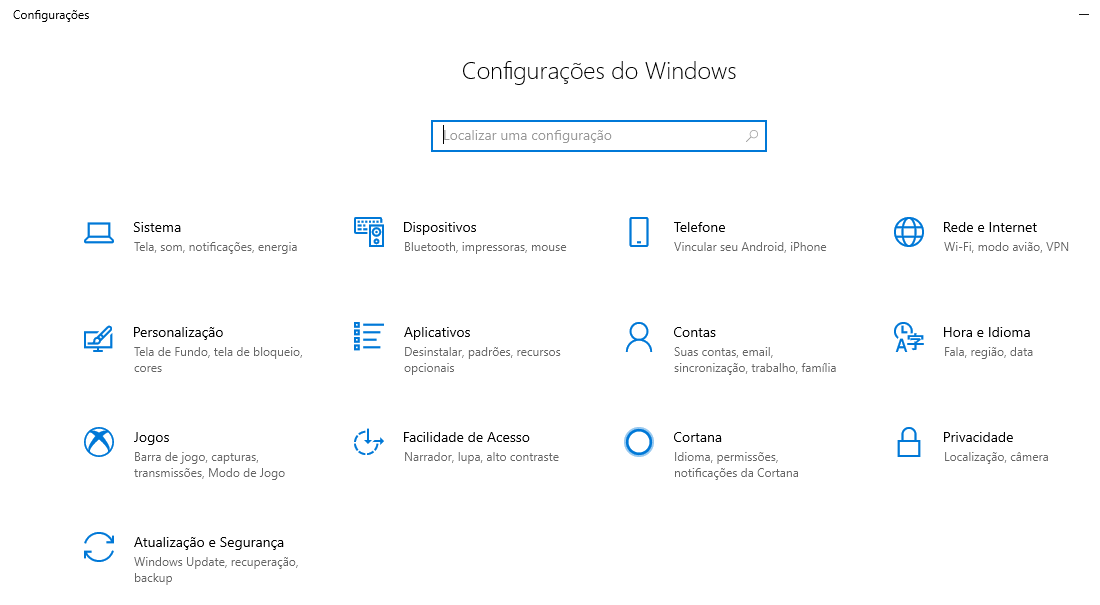 Configurações
Configurações do Windows
Localizar uma configuração
Sistema
Tela, som, notificações, energia
Dispositivos
Bluetooth, impressoras, mouse
Telefone
Vincular seu Android, iPhone
Rede e Internet
Wi-Fi, modo avião, VPN
Personalização
Tela de Fundo, tela de bloqueio,
cores
Aplicativos
Desinstalar, padrões, recursos
opcionais
Contas
Suas contas, email,
sincronização, trabalho, família
Hora e Idioma
Fala, região, data
Jogos
Barra de jogo, capturas,
transmissões, Modo de Jogo
Facilidade de Acesso
Narrador, lupa, alto contraste
Cortana
Idioma, permissões,
notificações da Cortana
Privacidade
Localização, câmera
Atualização e Segurança
Windows Update, recuperação,
backup